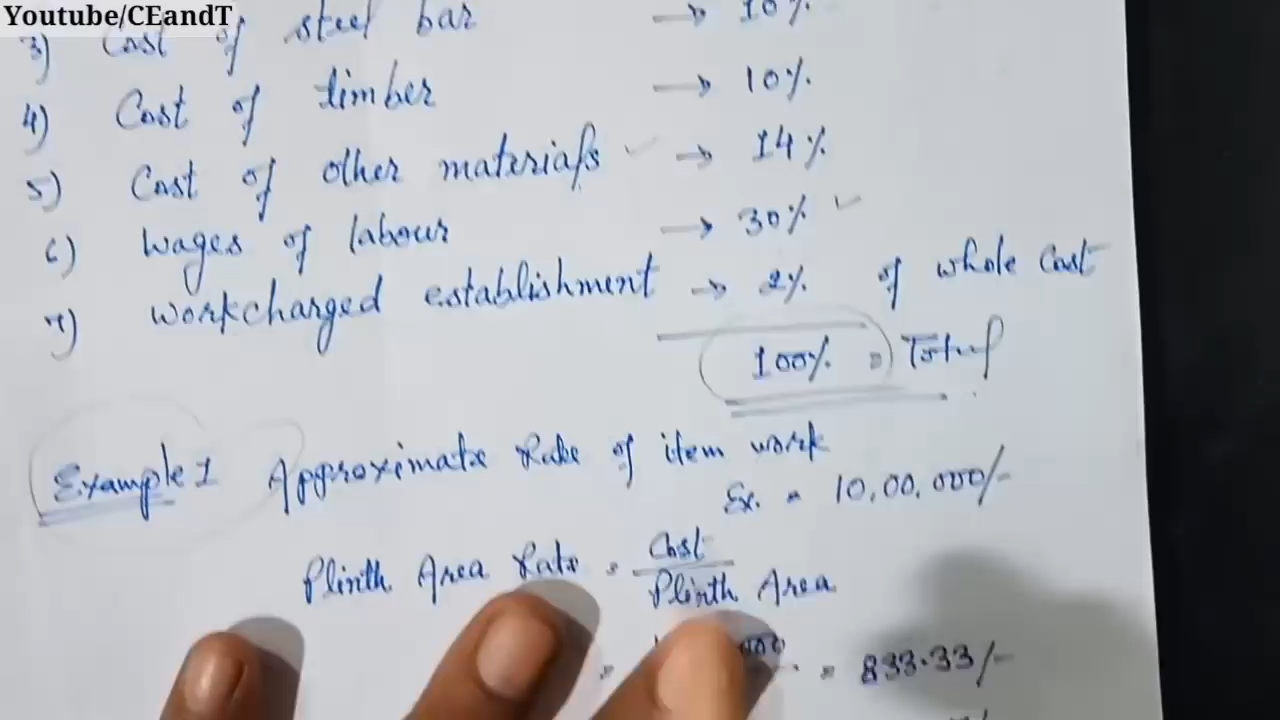 Youtube/CEandT
3) Cost of steel bar → 10%
4) Cost of timber → 10%
5) Cost of other materials → 14%
6) Wages of labour → 30%
7) Workcharged establishment → 2% of whole cost
100% = Total
Example 1 Approximate Rate of item work
Ex. = 10,00,000/-
Plinth Area Rate = Cost / Plinth Area
= 833.33/-